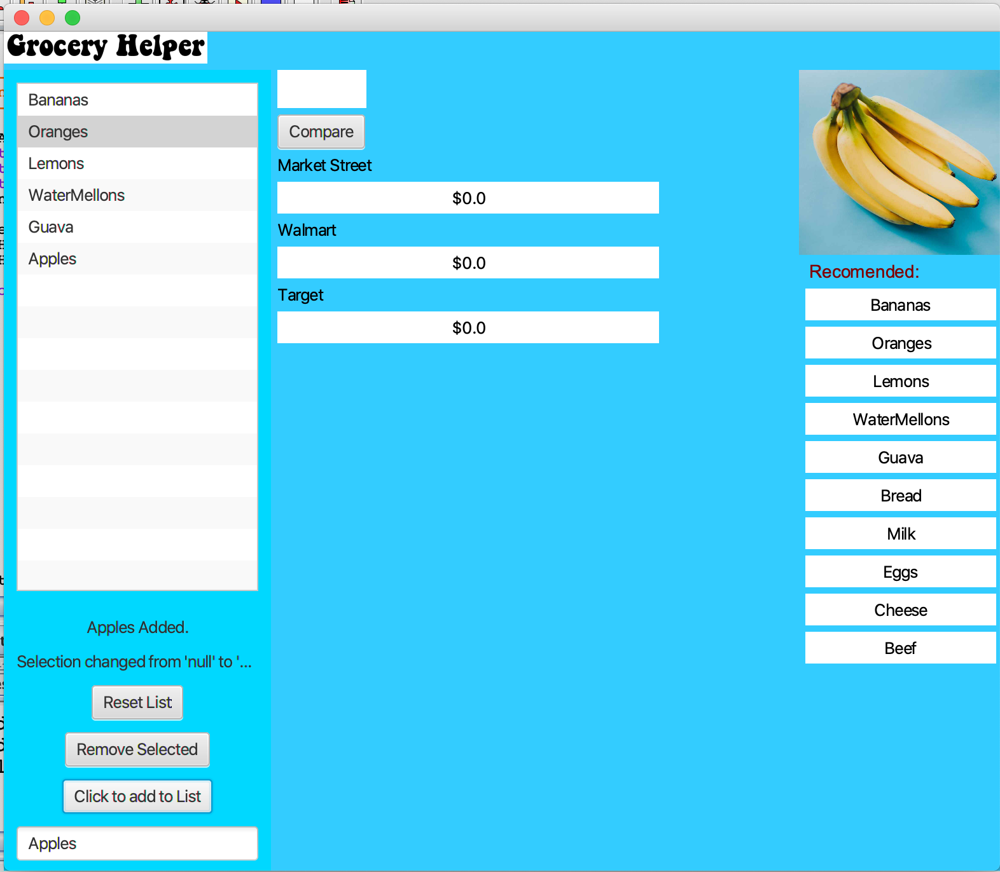 Grocery Helper
Bananas
Oranges
Lemons
WaterMellons
Guava
Apples
Apples Added.
Selection changed from 'null' to '...
Reset List
Remove Selected
Click to add to List
Apples
Compare
Market Street
$0.0
Walmart
$0.0
Target
$0.0
Recomended:
Bananas
Oranges
Lemons
WaterMellons
Guava
Bread
Milk
Eggs
Cheese
Beef